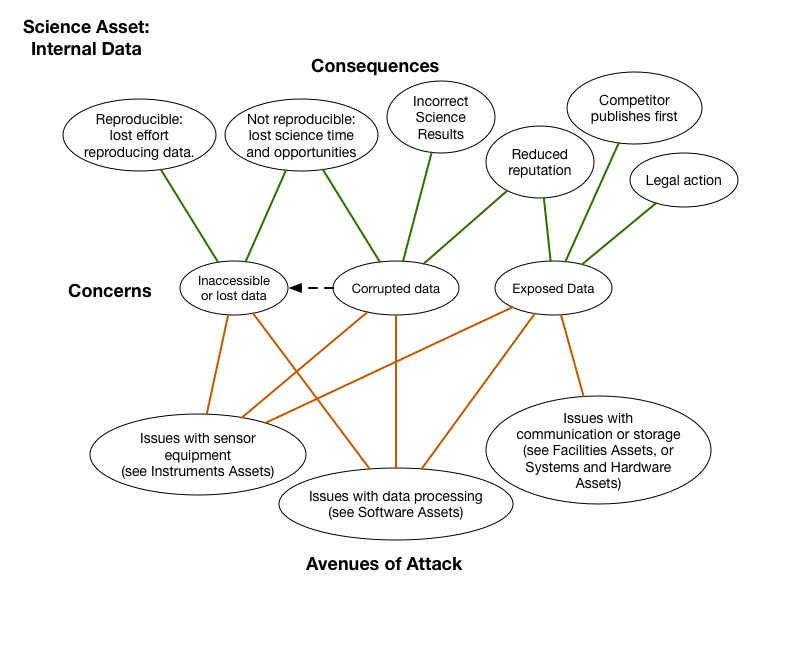 Science Asset:
Internal Data
Consequences
Reproducible:
lost effort
reproducing data.
Not reproducible:
lost science time
and opportunities
Incorrect
Science
Results
Reduced
reputation
Competitor
publishes first
Legal action
Concerns
Inaccessible
or lost data
Corrupted data
Exposed Data
Issues with sensor
equipment
(see Instruments Assets)
Issues with data processing
(see Software Assets)
Issues with
communication or storage
(see Facilities Assets, or
Systems and Hardware
Assets)
Avenues of Attack